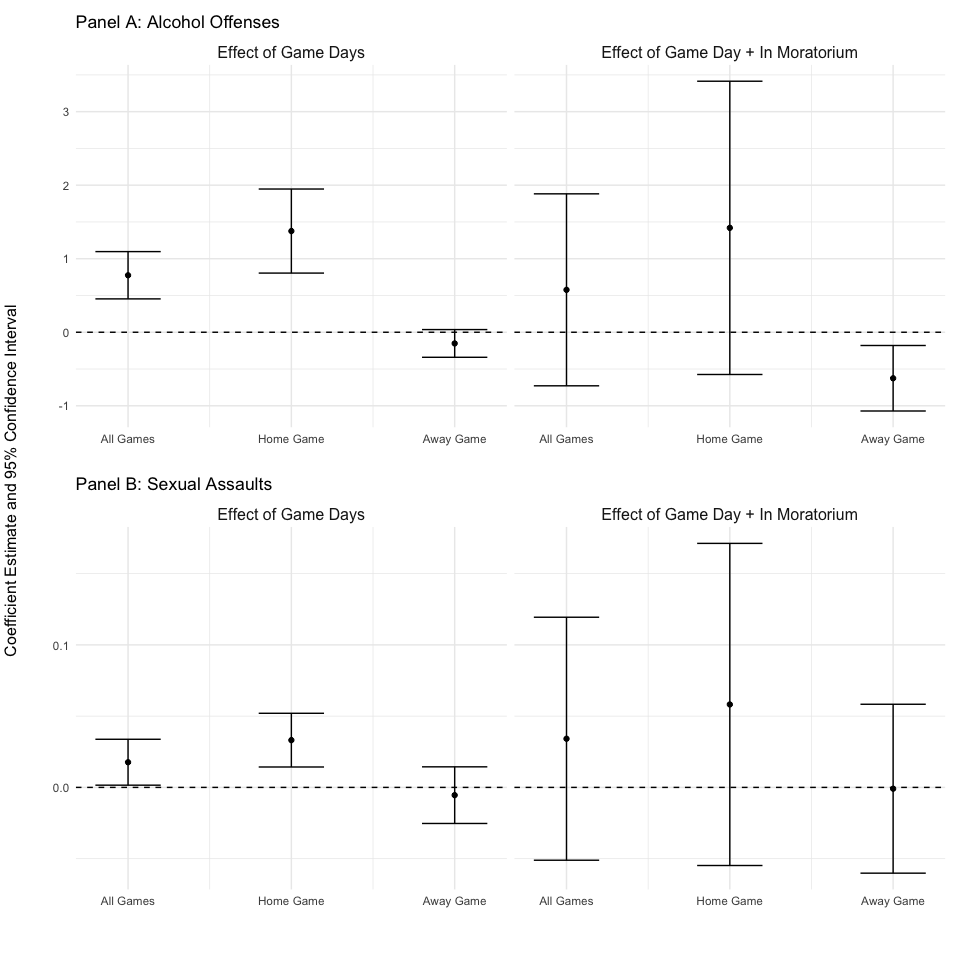 Panel A: Alcohol Offenses
Effect of Game Days
Effect of Game Day + In Moratorium
3
2
1
0
-1
All Games
Home Game
Away Game
All Games
Home Game
Away Game
Coefficient Estimate and 95% Confidence Interval
Panel B: Sexual Assaults
Effect of Game Days
Effect of Game Day + In Moratorium
0.1
0.0
All Games
Home Game
Away Game
All Games
Home Game
Away Game